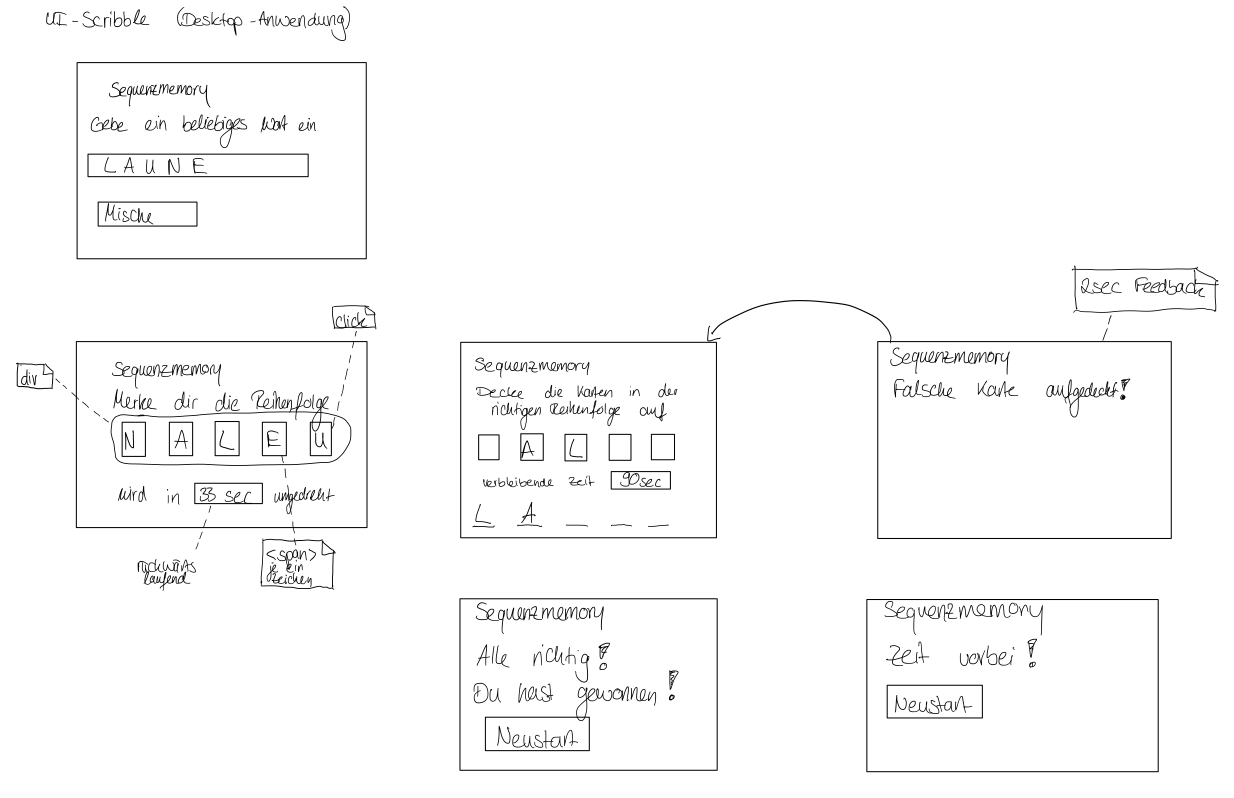 UI-Scribble (Desktop-Anwendung)
Sequenzmemory
Gebe ein beliebiges Wort ein
LAUNE
Mische
click
div
Sequenzmemory
Merke dir die Reihenfolge
N A L E U
wird in 33 sec umgedreht
rückwärts
laufend
<span>
je ein
Zeichen
Sequenzmemory
Decke die Karten in der
richtigen Reihenfolge auf
A L
verbleibende Zeit 90sec
L A _ _ _
2sec Feedback
Sequenzmemory
Falsche Karte aufgedeckt!
Sequenzmemory
Alle richtig!
Du hast gewonnen!
Neustart
Sequenzmemory
Zeit vorbei!
Neustart